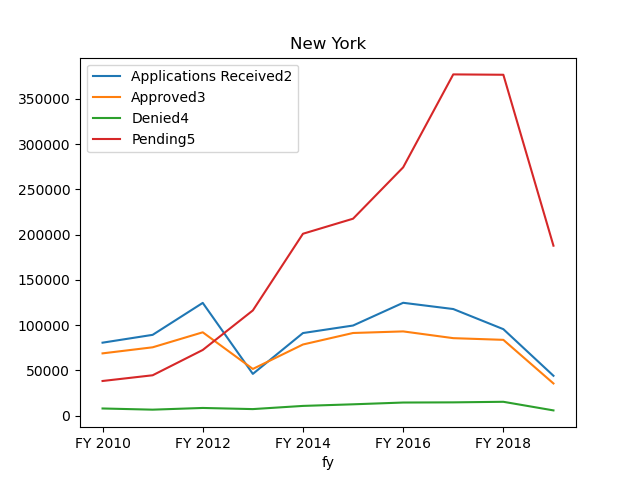 New York
Applications Received2
Approved3
Denied4
Pending5
350000
300000
250000
200000
150000
100000
50000
0
FY 2010 FY 2012 FY 2014 FY 2016 FY 2018
fy